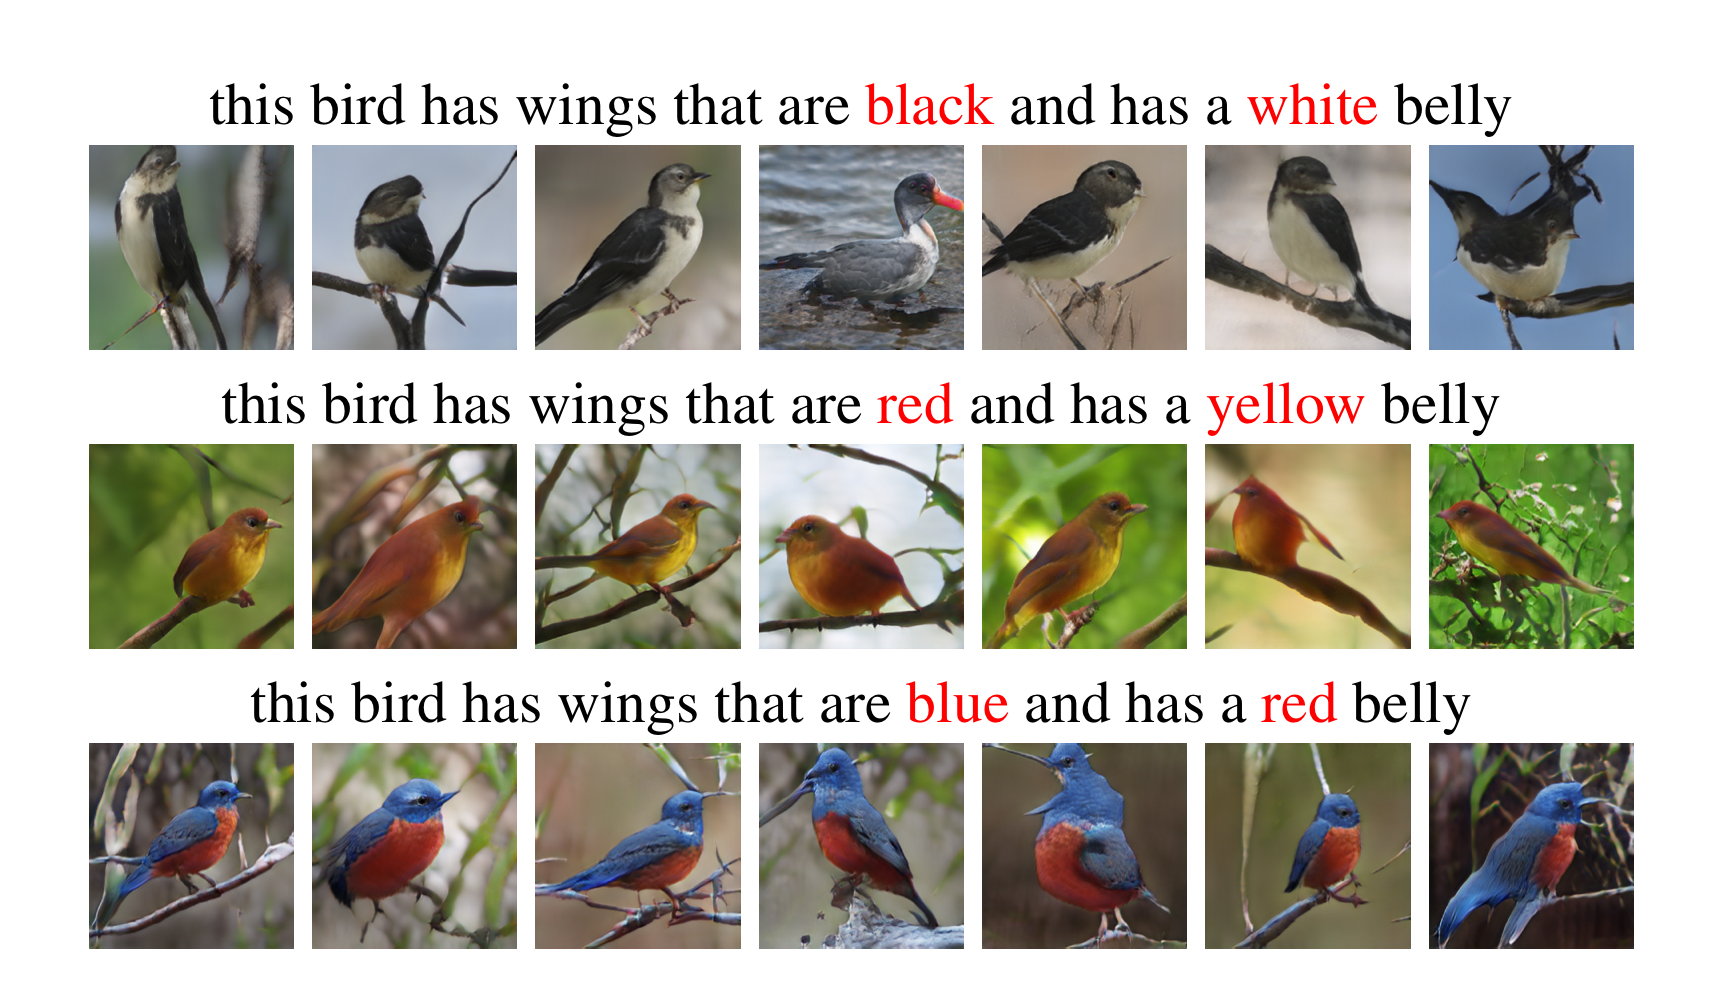 this bird has wings that are black and has a white belly
this bird has wings that are red and has a yellow belly
this bird has wings that are blue and has a red belly